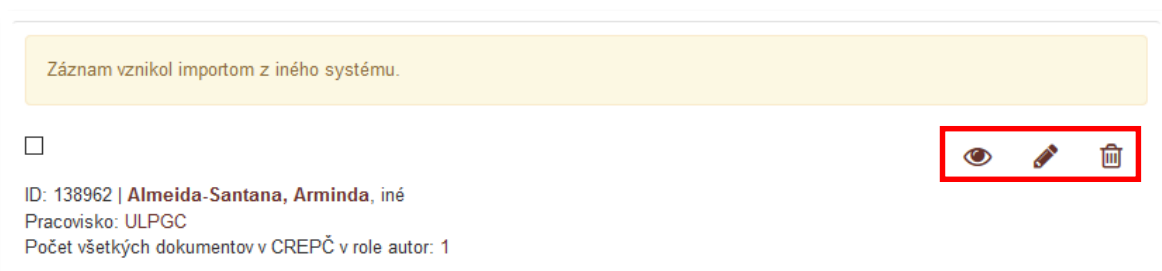 Záznam vznikol importom z iného systému.
ID: 138962 | Almeida-Santana, Arminda, iné
Pracovisko: ULPGC
Počet všetkých dokumentov v CREPČ v role autor: 1